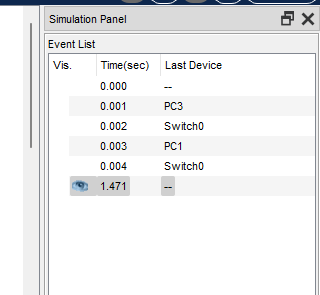 Simulation Panel
Event List
Vis. Time(sec) Last Device
0.000 --
0.001 PC3
0.002 Switch0
0.003 PC1
0.004 Switch0
1.471 --